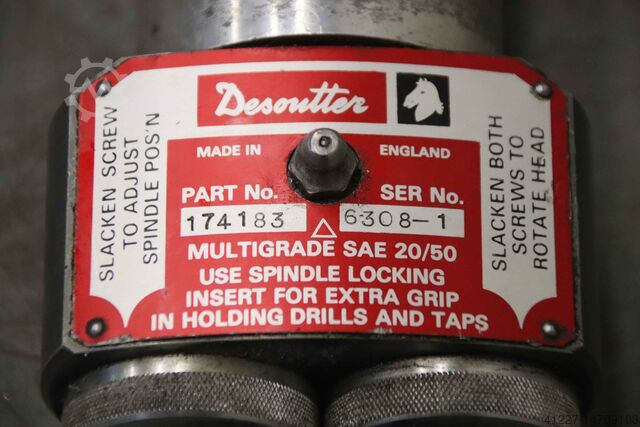 Desoutter
MADE IN ENGLAND
PART No. SER No.
174183 6308-1
MULTIGRADE SAE 20/50
USE SPINDLE LOCKING
INSERT FOR EXTRA GRIP
IN HOLDING DRILLS AND TAPS
SLACKEN SCREW
TO ADJUST
SPINDLE POS'N
SLACKEN BOTH
SCREWS TO
ROTATE HEAD